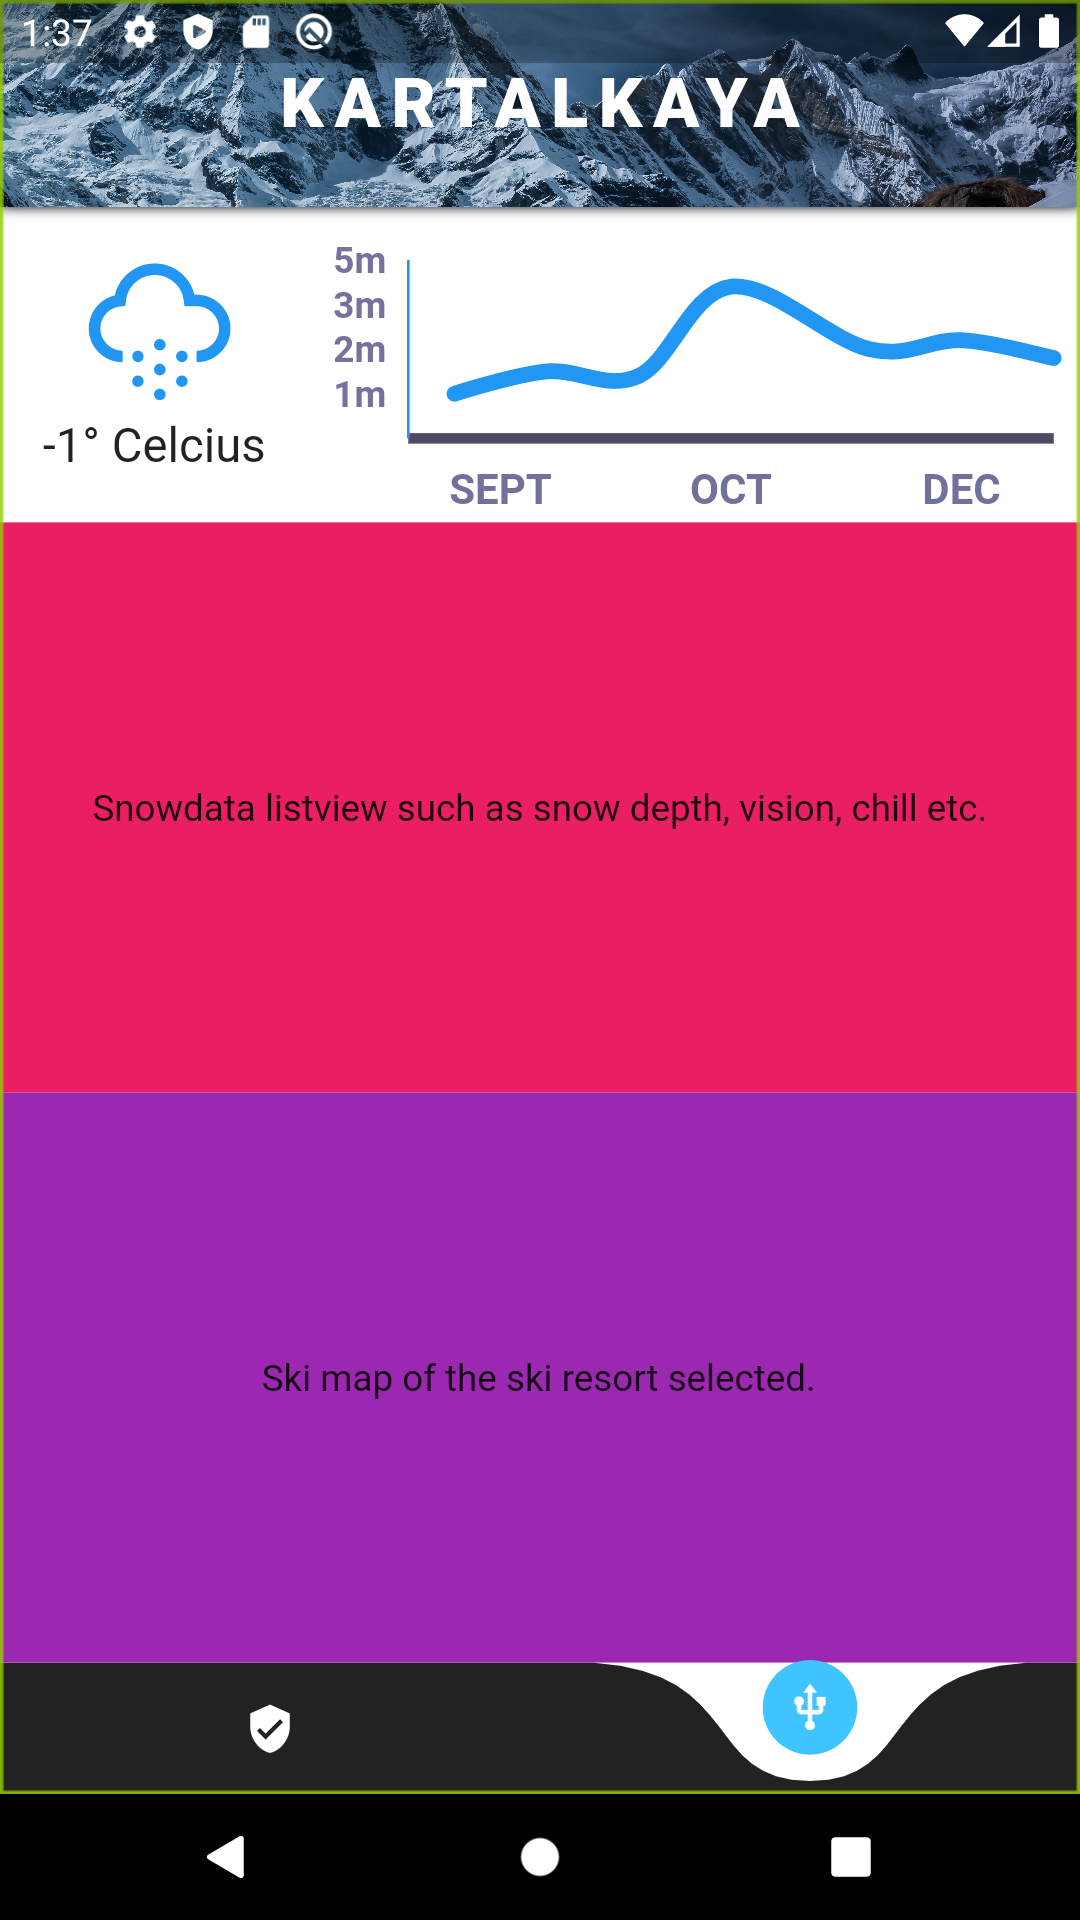 1:37
KARTALKAYA
5m
3m
2m
1m
-1° Celcius
SEPT OCT DEC
Snowdata listview such as snow depth, vision, chill etc.
Ski map of the ski resort selected.